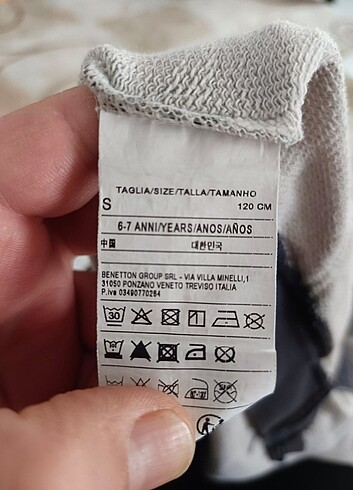 TAGLIA/SIZE/TALLA/TAMANHO
S 120 CM
6-7 ANNI/YEARS/ANOS/AÑOS
中国 대한민국
BENETTON GROUP SRL - VIA VILLA MINELLI,1
31050 PONZANO VENETO TREVISO ITALIA
P.iva 03490770264
30